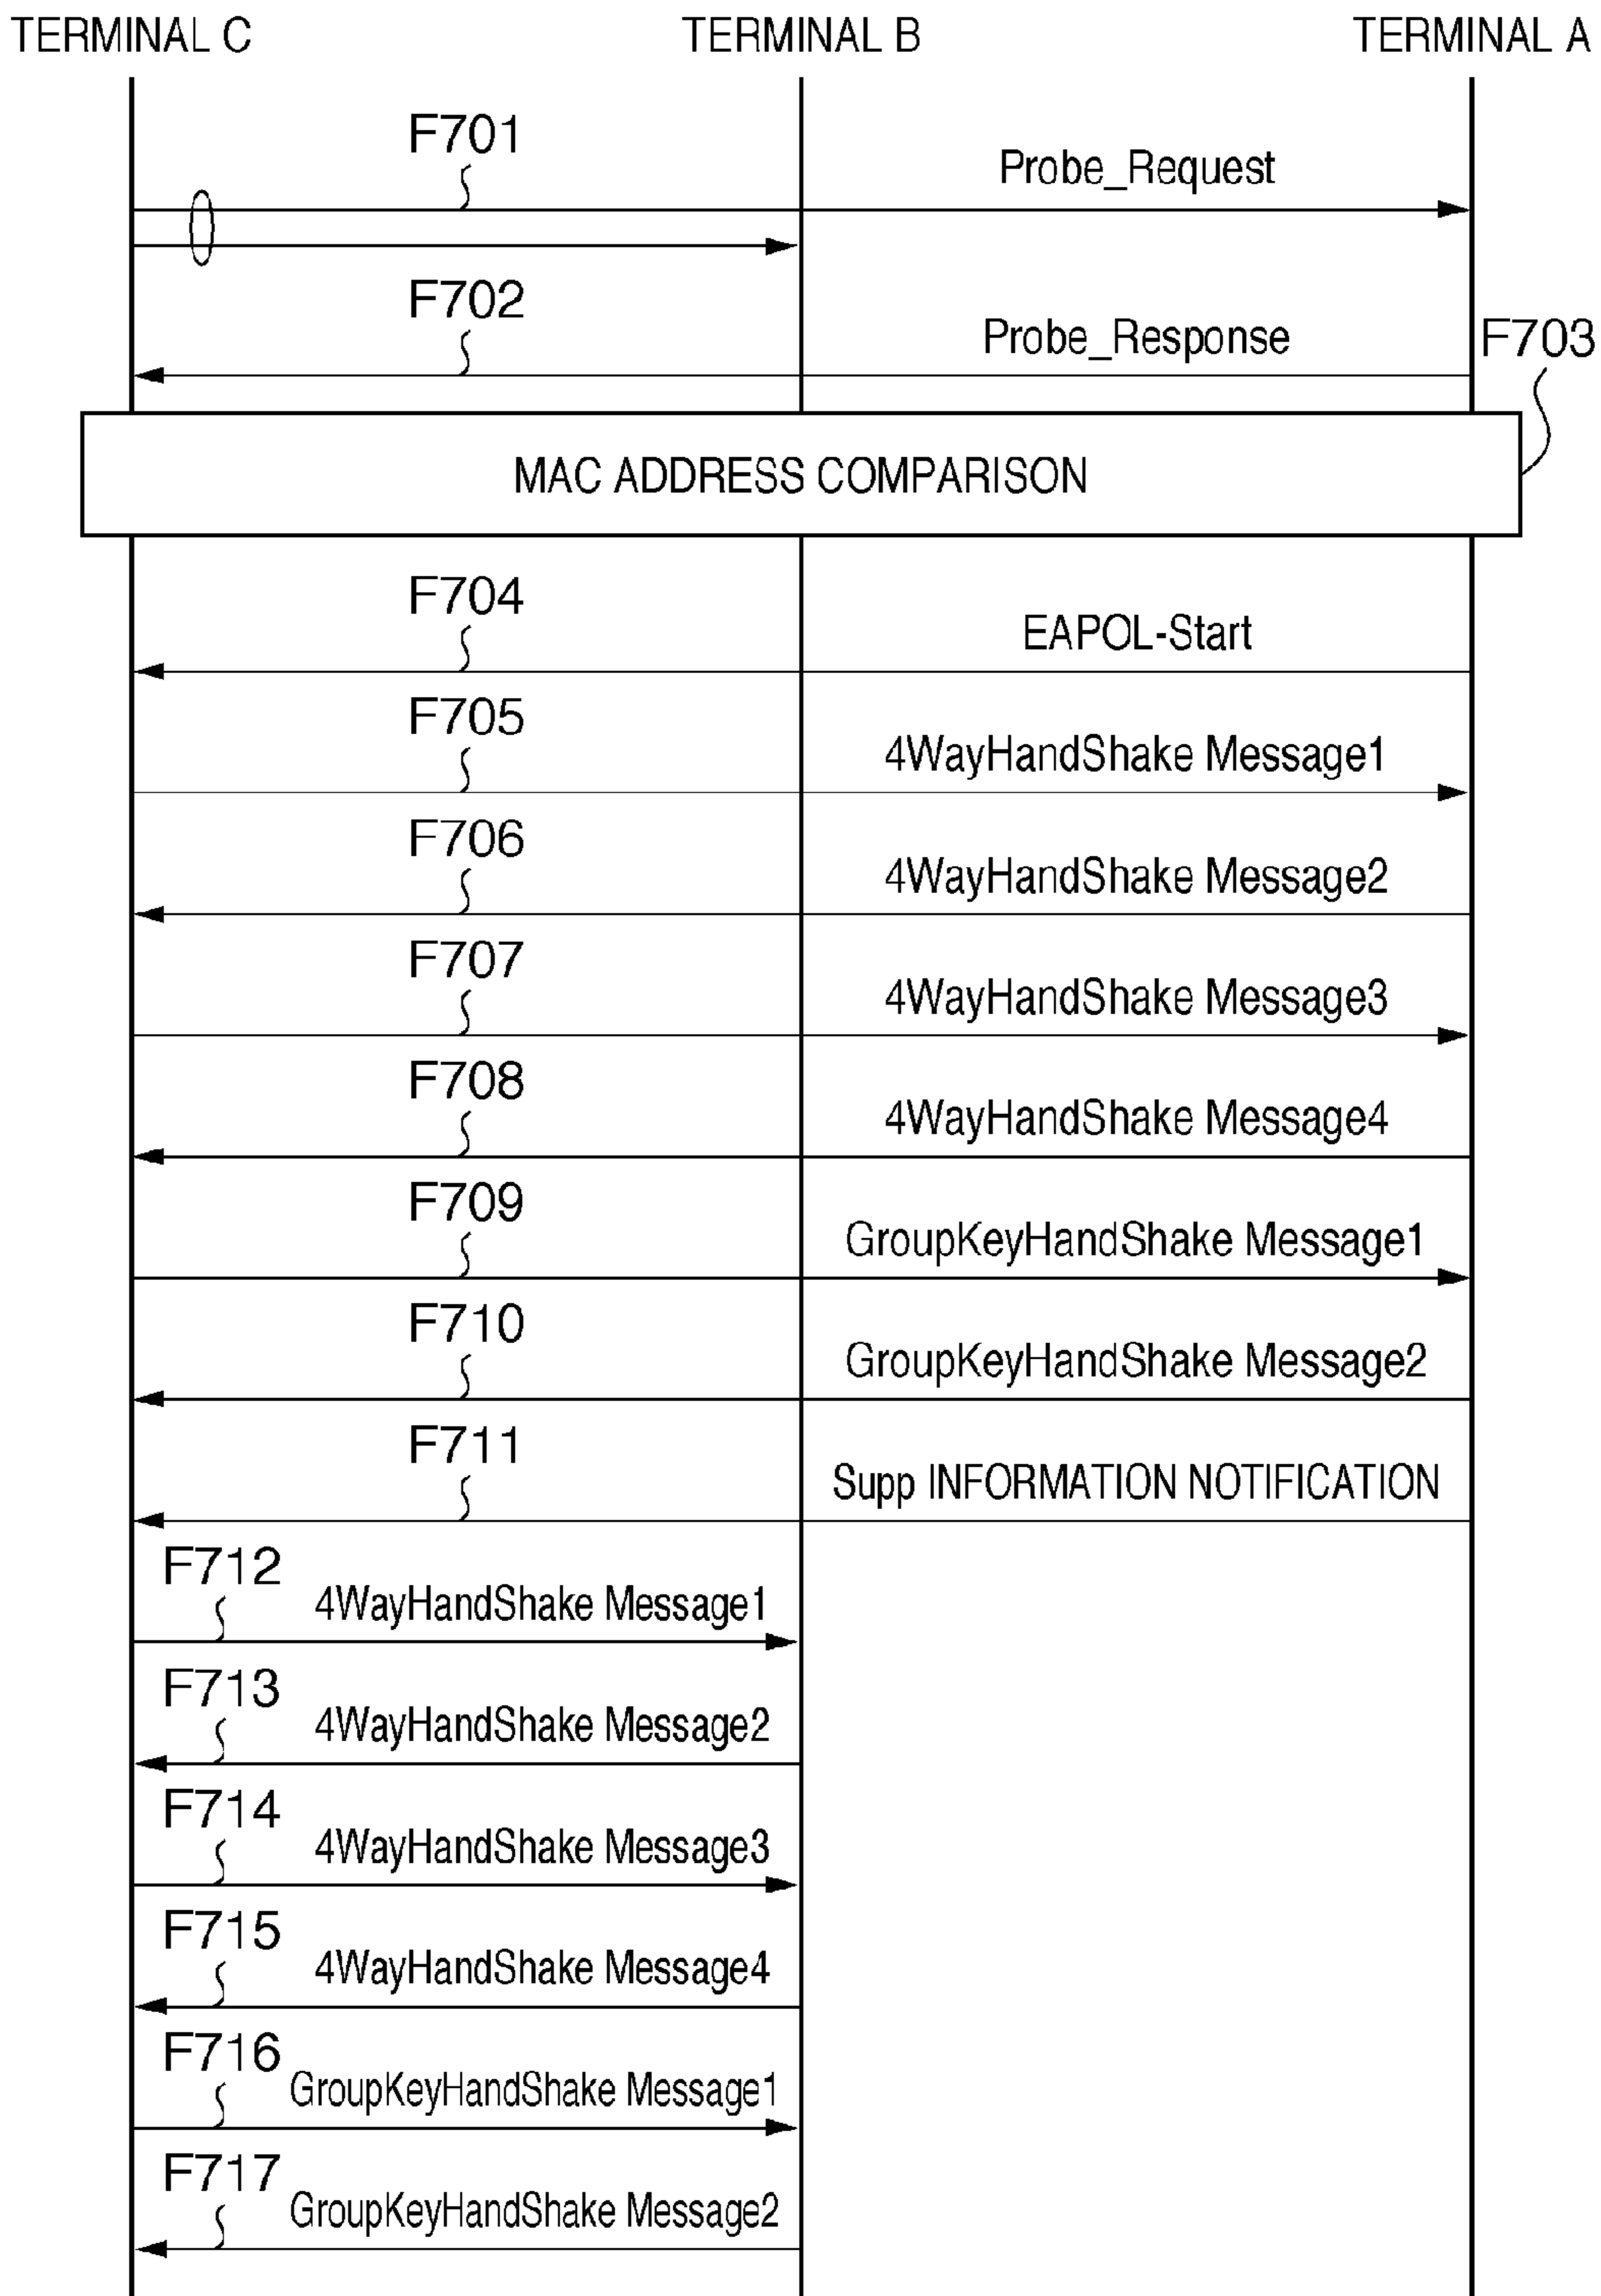 TERMINAL C TERMINAL B TERMINAL A
F701
Probe_Request
F702
Probe_Response
F703
MAC ADDRESS COMPARISON
F704
EAPOL-Start
F705
4WayHandShake Message1
F706
4WayHandShake Message2
F707
4WayHandShake Message3
F708
4WayHandShake Message4
F709
GroupKeyHandShake Message1
F710
GroupKeyHandShake Message2
F711
Supp INFORMATION NOTIFICATION
F712
4WayHandShake Message1
F713
4WayHandShake Message2
F714
4WayHandShake Message3
F715
4WayHandShake Message4
F716
GroupKeyHandShake Message1
F717
GroupKeyHandShake Message2